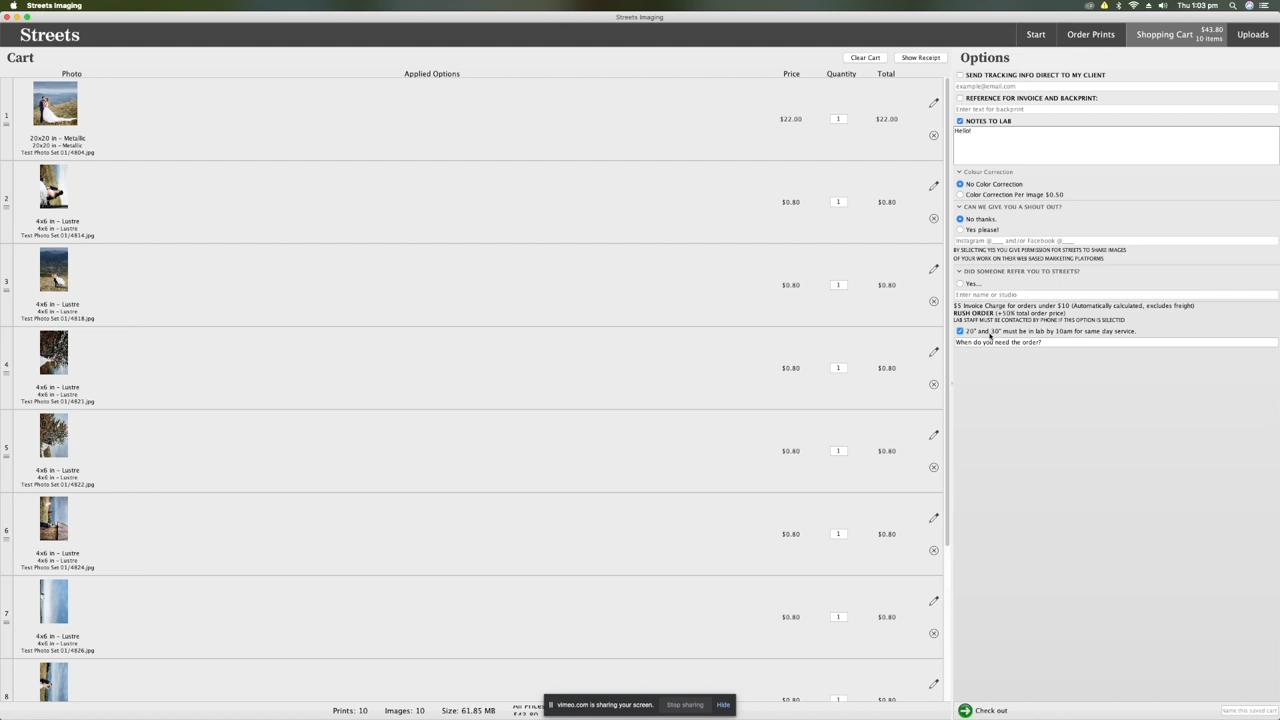 Streets Imaging
Thu 1:03 pm
Streets Imaging
Streets
Start
Order Prints
Shopping Cart
$43.80
10 items
Uploads
Cart
Clear Cart
Show Receipt
Photo
Applied Options
Price
Quantity
Total
1
20x20 in - Metallic
20x20 in - Metallic
Test Photo Set 01/4804.jpg
$22.00
1
$22.00
2
4x6 in - Lustre
4x6 in - Lustre
Test Photo Set 01/4814.jpg
$0.80
1
$0.80
3
4x6 in - Lustre
4x6 in - Lustre
Test Photo Set 01/4818.jpg
$0.80
1
$0.80
4
4x6 in - Lustre
4x6 in - Lustre
Test Photo Set 01/4821.jpg
$0.80
1
$0.80
5
4x6 in - Lustre
4x6 in - Lustre
Test Photo Set 01/4822.jpg
$0.80
1
$0.80
6
4x6 in - Lustre
4x6 in - Lustre
Test Photo Set 01/4824.jpg
$0.80
1
$0.80
7
4x6 in - Lustre
4x6 in - Lustre
Test Photo Set 01/4826.jpg
$0.80
1
$0.80
8
$0.80
1
$0.80
Prints: 10
Images: 10
Size: 61.85 MB
vimeo.com is sharing your screen.
Stop sharing
Hide
Options
SEND TRACKING INFO DIRECT TO MY CLIENT
example@email.com
REFERENCE FOR INVOICE AND BACKPRINT:
Enter text for backprint
NOTES TO LAB
Hello!
Colour Correction
No Color Correction
Color Correction Per Image $0.50
CAN WE GIVE YOU A SHOUT OUT?
No thanks.
Yes please!
Instagram @____ and/or Facebook @____
BY SELECTING YES YOU GIVE PERMISSION FOR STREETS TO SHARE IMAGES
OF YOUR WORK ON THEIR WEB BASED MARKETING PLATFORMS
DID SOMEONE REFER YOU TO STREETS?
Yes...
Enter name or studio
$5 Invoice Charge for orders under $10 (Automatically calculated, excludes freight)
RUSH ORDER (+50% total order price)
LAB STAFF MUST BE CONTACTED BY PHONE IF THIS OPTION IS SELECTED
20" and 30" must be in lab by 10am for same day service.
When do you need the order?
Check out
Name this saved cart